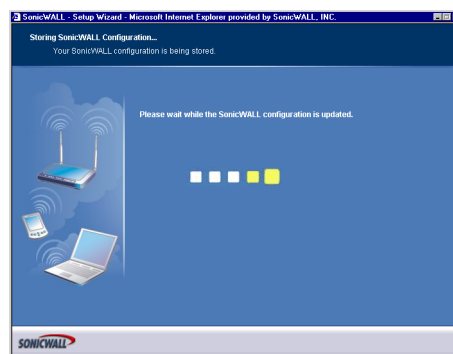 SonicWALL - Setup Wizard - Microsoft Internet Explorer provided by SonicWALL, INC.
Storing SonicWALL Configuration...
Your SonicWALL configuration is being stored.
Please wait while the SonicWALL configuration is updated.
SONICWALL